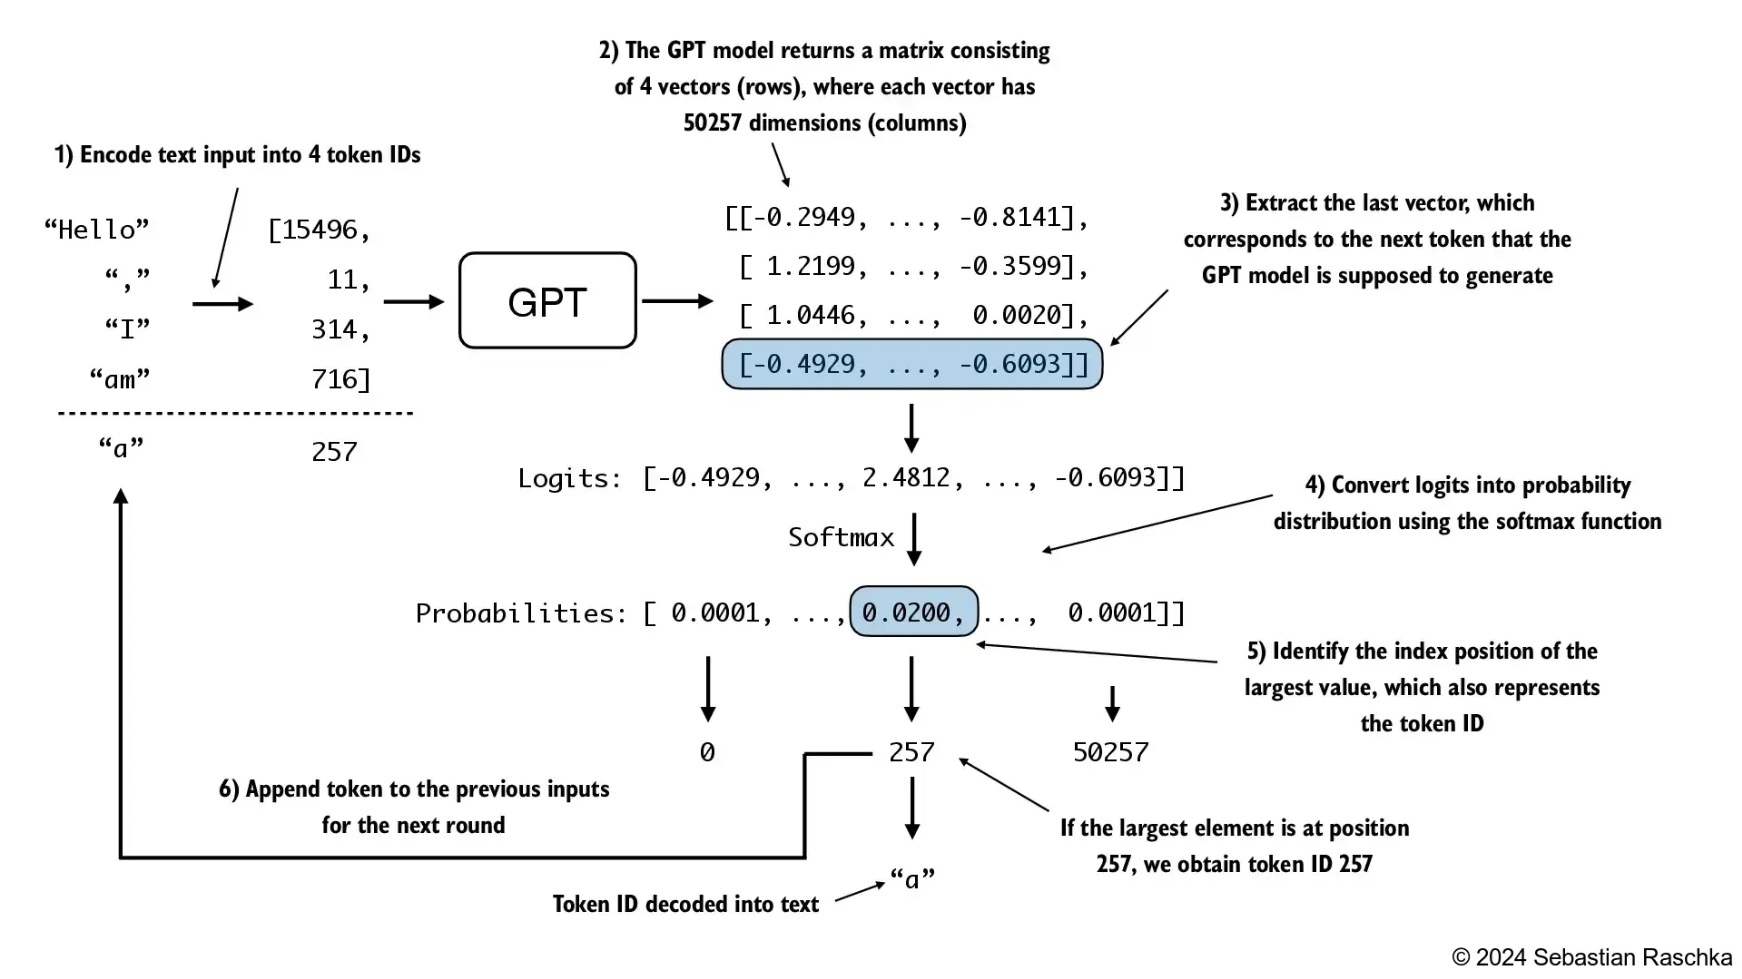 2) The GPT model returns a matrix consisting
of 4 vectors (rows), where each vector has
50257 dimensions (columns)
1) Encode text input into 4 token IDs
3) Extract the last vector, which
corresponds to the next token that the
GPT model is supposed to generate
“Hello” [15496,
“,” 11,
“I” 314,
“am” 716]
“a” 257
GPT
[[-0.2949, ..., -0.8141],
[ 1.2199, ..., -0.3599],
[ 1.0446, ..., 0.0020],
[-0.4929, ..., -0.6093]]
Logits: [-0.4929, ..., 2.4812, ..., -0.6093]]
4) Convert logits into probability
distribution using the softmax function
Softmax
Probabilities: [ 0.0001, ..., 0.0200, ..., 0.0001]]
5) Identify the index position of the
largest value, which also represents
the token ID
0 257 50257
6) Append token to the previous inputs
for the next round
If the largest element is at position
257, we obtain token ID 257
“a”
Token ID decoded into text
© 2024 Sebastian Raschka